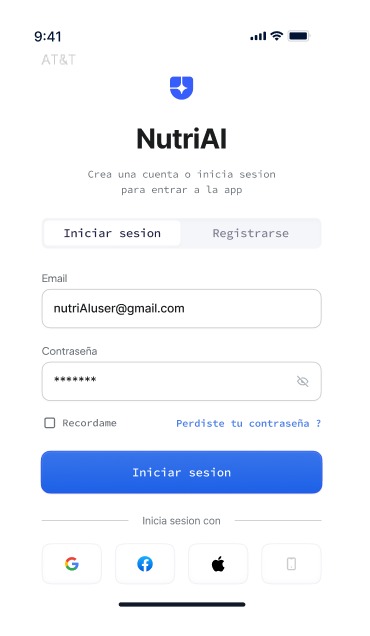 9:41
AT&T
NutriAI
Crea una cuenta o inicia sesion
para entrar a la app
Iniciar sesion
Registrarse
Email
nutriAIuser@gmail.com
Contraseña
*******
Recordame
Perdiste tu contraseña ?
Iniciar sesion
Inicia sesion con